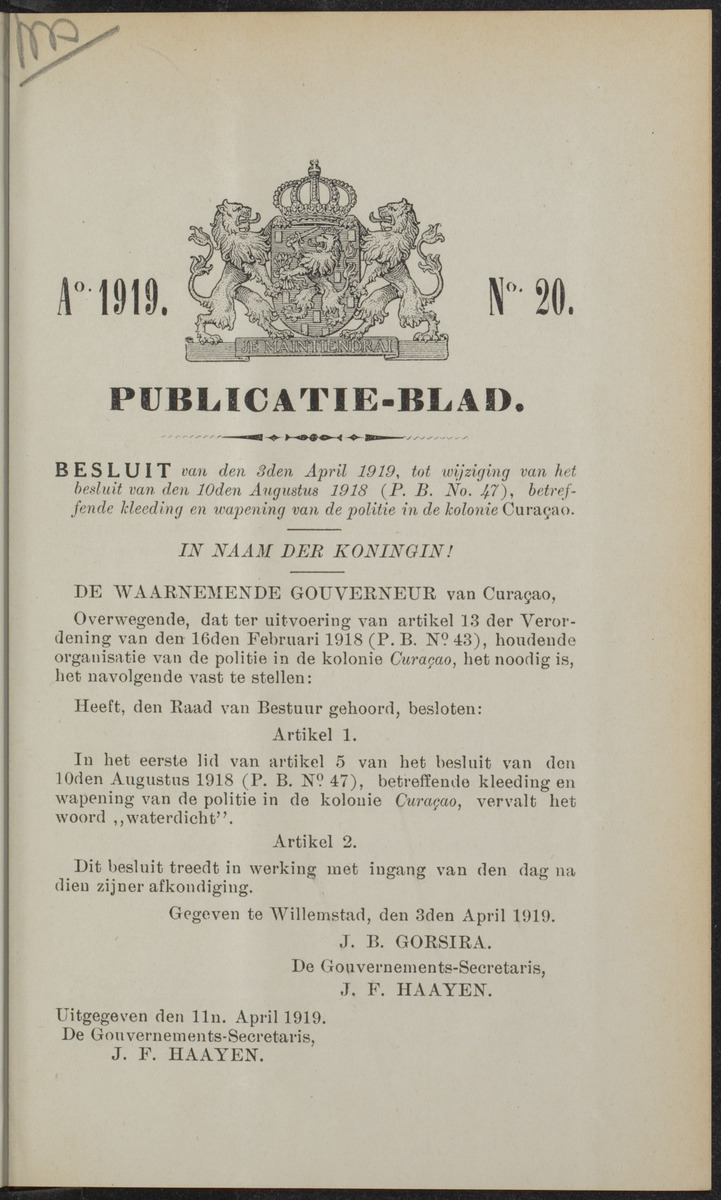 Ao. 1919.
No. 20.
JE MAINTIENDRAI
PUBLICATIE-BLAD.
BESLUIT van den 3den April 1919, tot wijziging van het
besluit van den 10den Augustus 1918 (P. B. No. 47), betref-
fende kleeding en wapening van de politie in de kolonie Curaçao.
IN NAAM DER KONINGIN!
DE WAARNEMENDE GOUVERNEUR van Curaçao,
Overwegende, dat ter uitvoering van artikel 13 der Veror-
dening van den 16den Februari 1918 (P. B. No. 43), houdende
organisatie van de politie in de kolonie Curaçao, het noodig is,
het navolgende vast te stellen:
Heeft, den Raad van Bestuur gehoord, besloten:
Artikel 1.
In het eerste lid van artikel 5 van het besluit van den
10den Augustus 1918 (P. B. No. 47), betreffende kleeding en
wapening van de politie in de kolonie Curaçao, vervalt het
woord ,,waterdicht”.
Artikel 2.
Dit besluit treedt in werking met ingang van den dag na
dien zijner afkondiging.
Gegeven te Willemstad, den 3den April 1919.
J. B. GORSIRA.
De Gouvernements-Secretaris,
J. F. HAAYEN.
Uitgegeven den 11n. April 1919.
De Gouvernements-Secretaris,
J. F. HAAYEN.